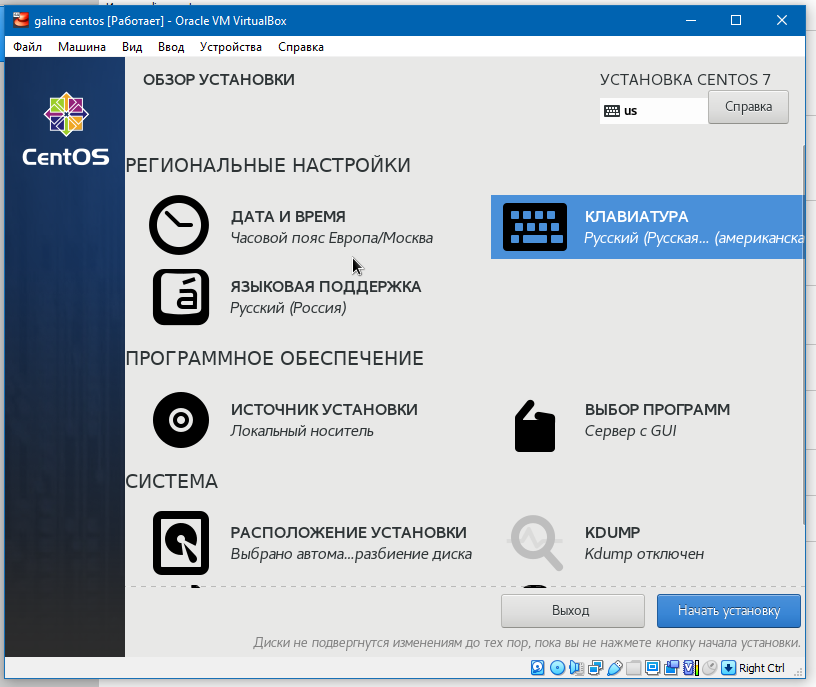 galina centos [Работает] - Oracle VM VirtualBox
Файл Машина Вид Ввод Устройства Справка
CentOS
ОБЗОР УСТАНОВКИ
УСТАНОВКА CENTOS 7
us
Справка
РЕГИОНАЛЬНЫЕ НАСТРОЙКИ
ДАТА И ВРЕМЯ
Часовой пояс Европа/Москва
КЛАВИАТУРА
Русский (Русская... (американска
ЯЗЫКОВАЯ ПОДДЕРЖКА
Русский (Россия)
ПРОГРАММНОЕ ОБЕСПЕЧЕНИЕ
ИСТОЧНИК УСТАНОВКИ
Локальный носитель
ВЫБОР ПРОГРАММ
Сервер с GUI
СИСТЕМА
РАСПОЛОЖЕНИЕ УСТАНОВКИ
Выбрано автома...разбиение диска
KDUMP
Kdump отключен
Выход
Начать установку
Диски не подвергнутся изменениям до тех пор, пока вы не нажмете кнопку начала установки.
Right Ctrl